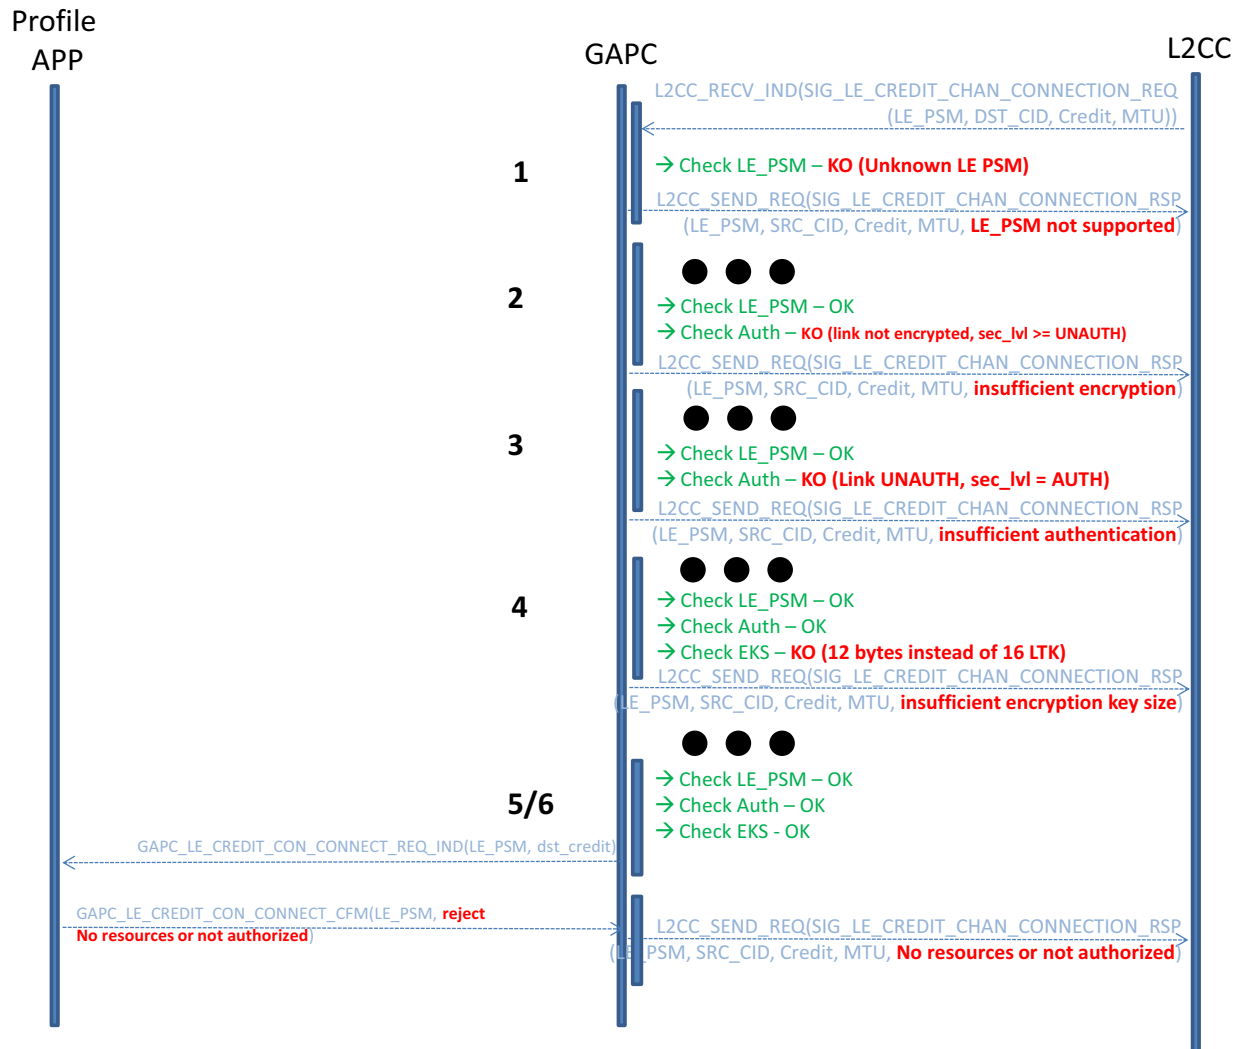 Profile
APP
GAPC
L2CC
L2CC_RECV_IND(SIG_LE_CREDIT_CHAN_CONNECTION_REQ
(LE_PSM, DST_CID, Credit, MTU))
1
→ Check LE_PSM – KO (Unknown LE PSM)
L2CC_SEND_REQ(SIG_LE_CREDIT_CHAN_CONNECTION_RSP
(LE_PSM, SRC_CID, Credit, MTU, LE_PSM not supported)
2
→ Check LE_PSM – OK
→ Check Auth – KO (link not encrypted, sec_lvl >= UNAUTH)
L2CC_SEND_REQ(SIG_LE_CREDIT_CHAN_CONNECTION_RSP
(LE_PSM, SRC_CID, Credit, MTU, insufficient encryption)
3
→ Check LE_PSM – OK
→ Check Auth – KO (Link UNAUTH, sec_lvl = AUTH)
L2CC_SEND_REQ(SIG_LE_CREDIT_CHAN_CONNECTION_RSP
(LE_PSM, SRC_CID, Credit, MTU, insufficient authentication)
4
→ Check LE_PSM – OK
→ Check Auth – OK
→ Check EKS – KO (12 bytes instead of 16 LTK)
L2CC_SEND_REQ(SIG_LE_CREDIT_CHAN_CONNECTION_RSP
(LE_PSM, SRC_CID, Credit, MTU, insufficient encryption key size)
5/6
→ Check LE_PSM – OK
→ Check Auth – OK
→ Check EKS - OK
GAPC_LE_CREDIT_CON_CONNECT_REQ_IND(LE_PSM, dst_credit)
GAPC_LE_CREDIT_CON_CONNECT_CFM(LE_PSM, reject
No resources or not authorized)
L2CC_SEND_REQ(SIG_LE_CREDIT_CHAN_CONNECTION_RSP
(LE_PSM, SRC_CID, Credit, MTU, No resources or not authorized)